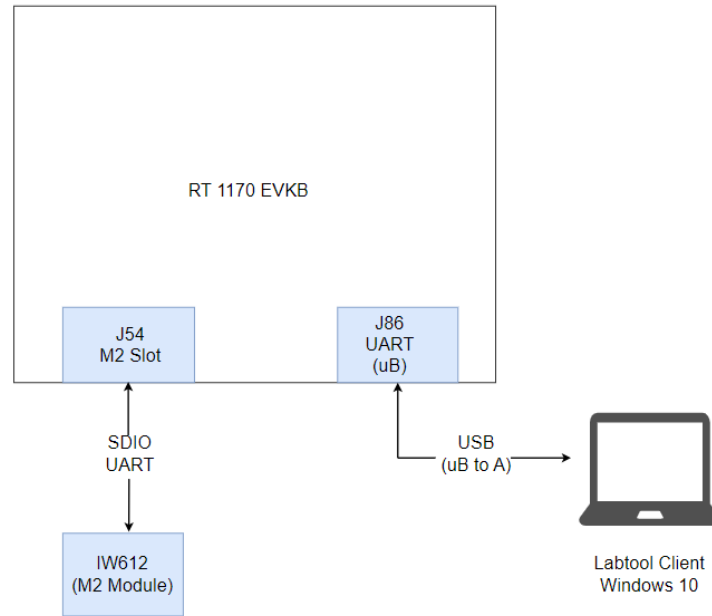 RT 1170 EVKB
J54
M2 Slot
J86
UART
(uB)
SDIO
UART
USB
(uB to A)
IW612
(M2 Module)
Labtool Client
Windows 10